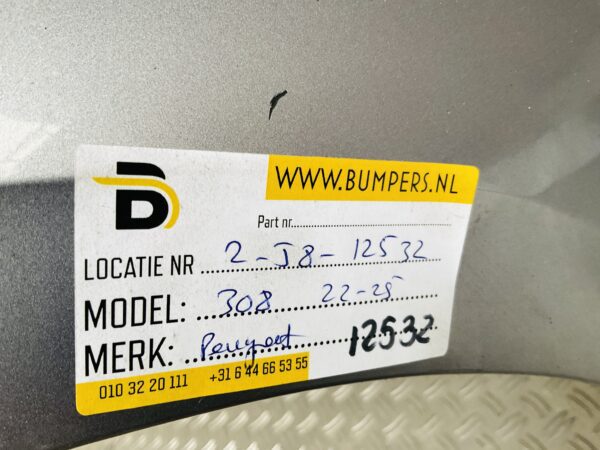 WWW.BUMPERS.NL
Part nr.
LOCATIE NR 2-J8-12532
MODEL: 308 22-25
MERK: Peugeot 12532
010 32 20 111 +31 6 44 66 53 55